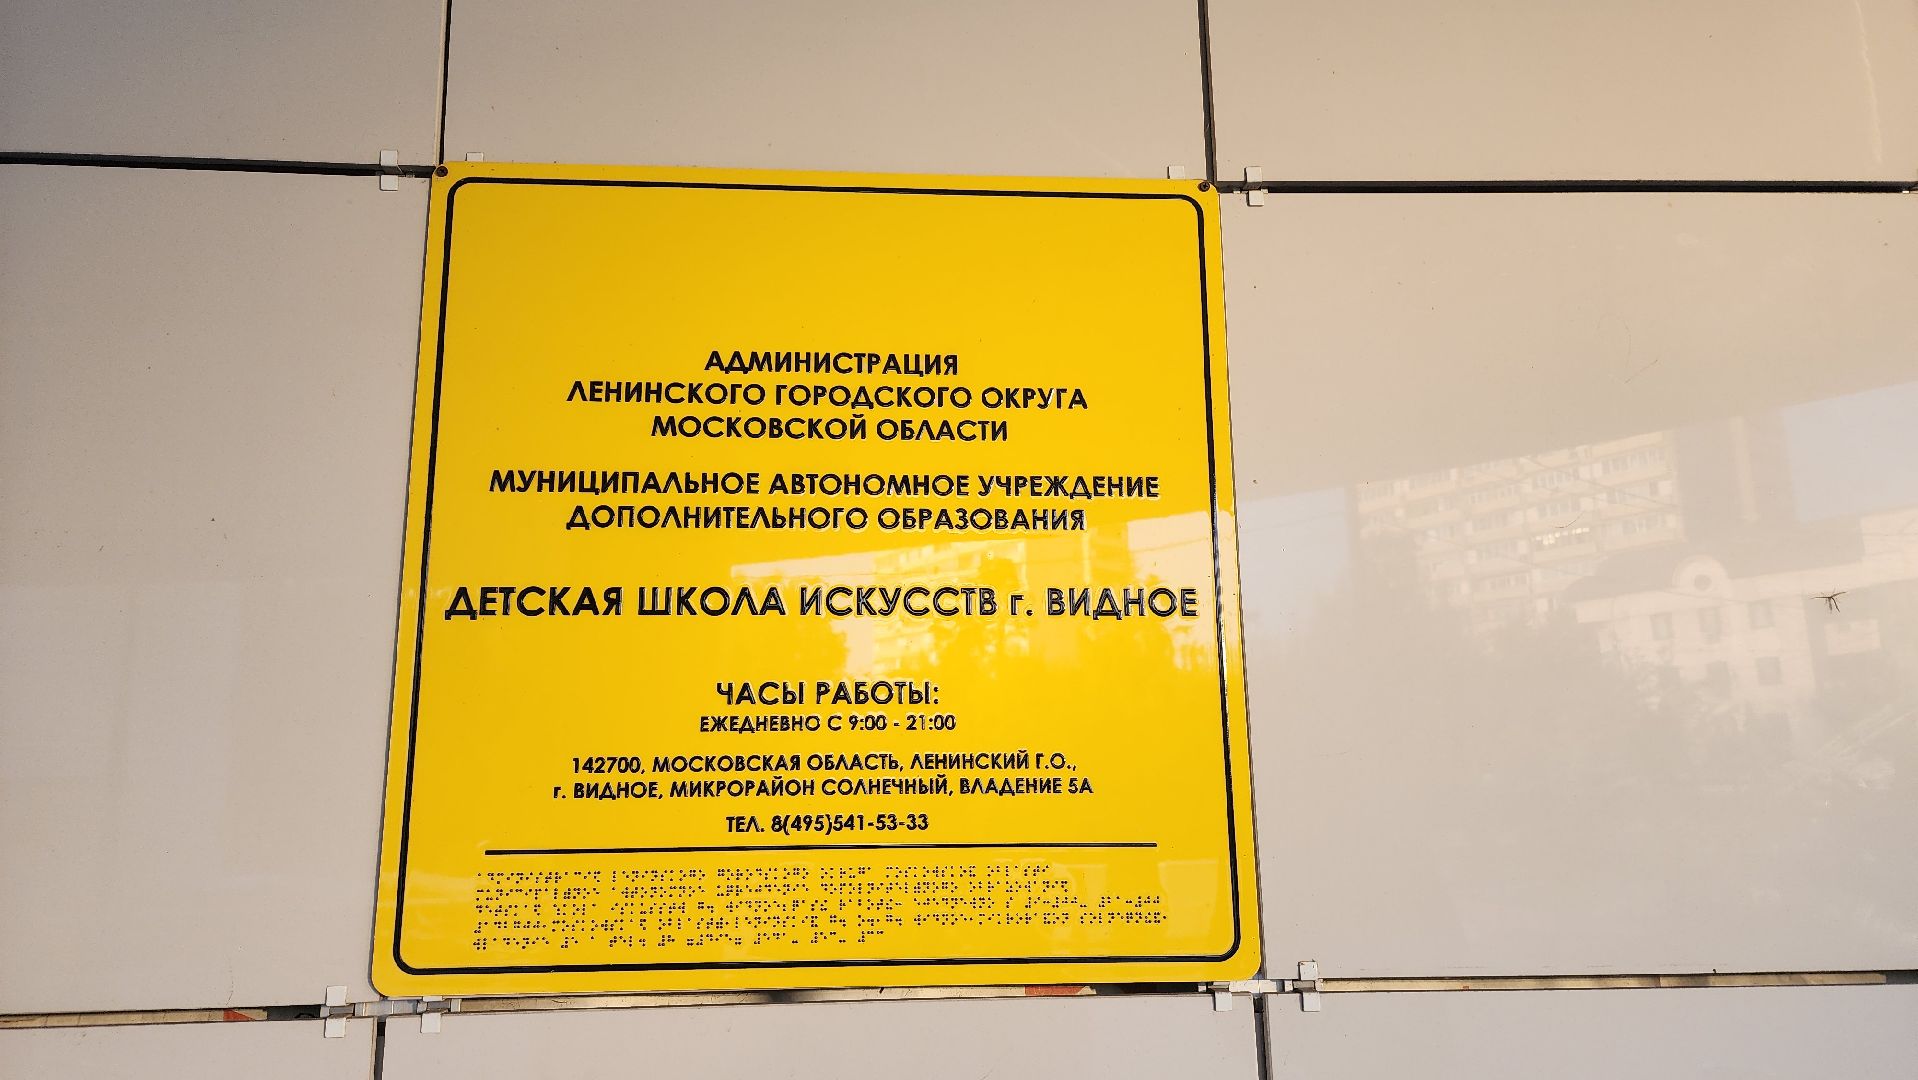 АДМИНИСТРАЦИЯ
ЛЕНИНСКОГО ГОРОДСКОГО ОКРУГА
МОСКОВСКОЙ ОБЛАСТИ
МУНИЦИПАЛЬНОЕ АВТОНОМНОЕ УЧРЕЖДЕНИЕ
ДОПОЛНИТЕЛЬНОГО ОБРАЗОВАНИЯ
ДЕТСКАЯ ШКОЛА ИСКУССТВ г. ВИДНОЕ
ЧАСЫ РАБОТЫ:
ЕЖЕДНЕВНО С 9:00 - 21:00
142700, МОСКОВСКАЯ ОБЛАСТЬ, ЛЕНИНСКИЙ Г.О.,
г. ВИДНОЕ, МИКРОРАЙОН СОЛНЕЧНЫЙ, ВЛАДЕНИЕ 5А
ТЕЛ. 8(495)541-53-33